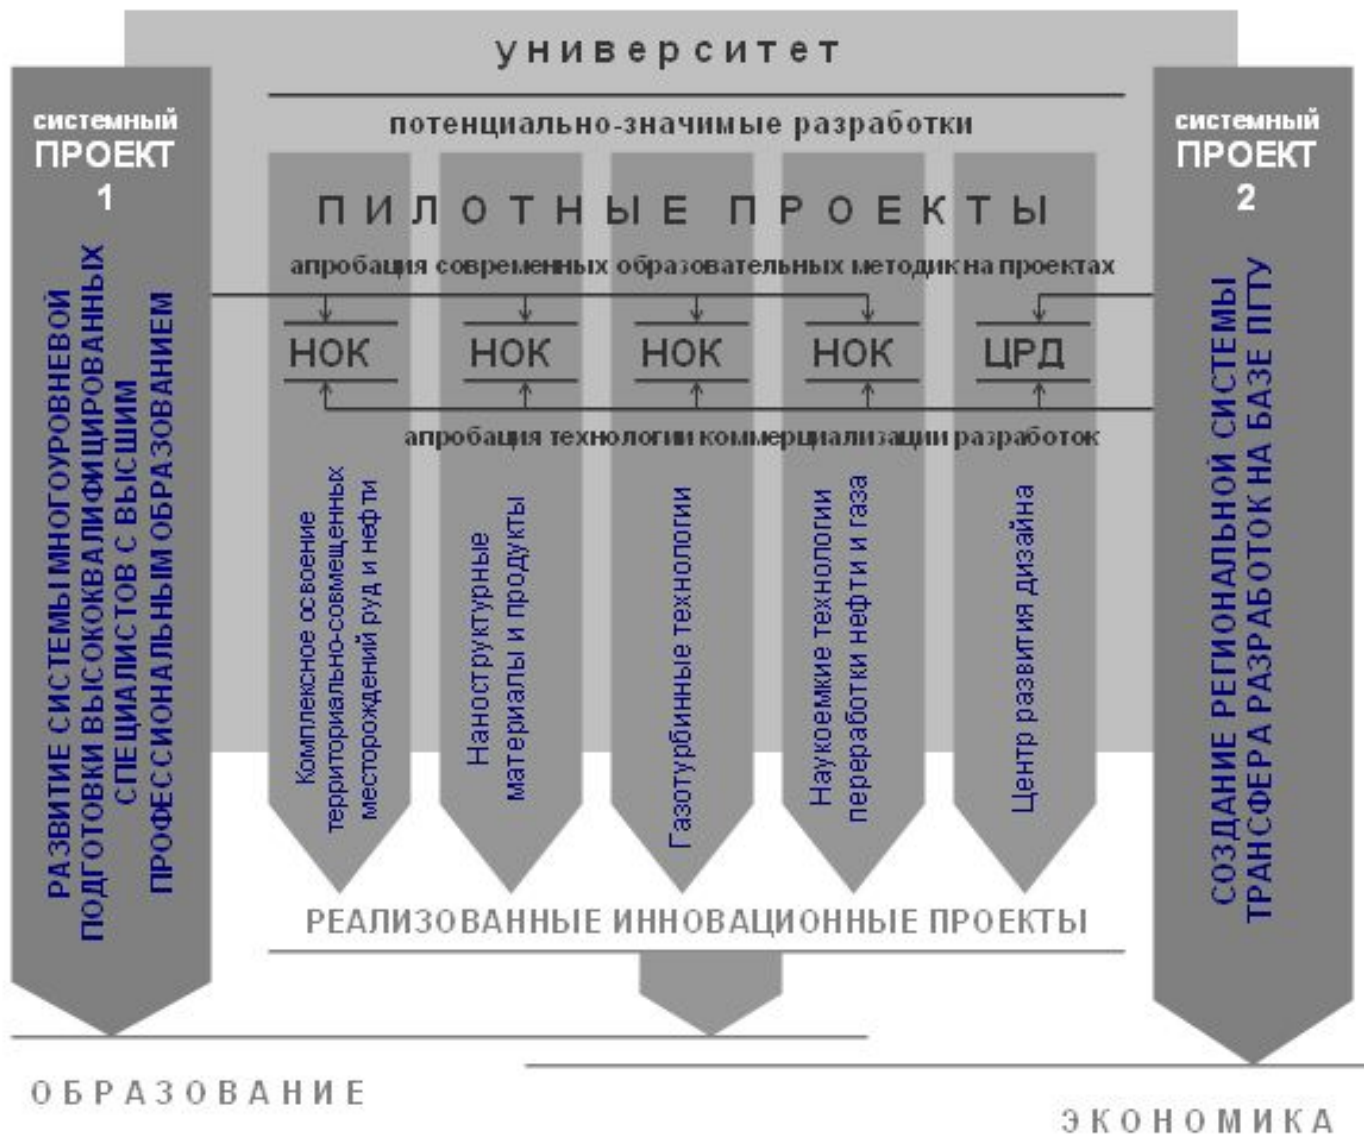 университет
потенциально-значимые разработки
системный
ПРОЕКТ
1
РАЗВИТИЕ СИСТЕМЫ МНОГОУРОВНЕВОЙ
ПОДГОТОВКИ ВЫСОКОКВАЛИФИЦИРОВАННЫХ
СПЕЦИАЛИСТОВ С ВЫСШИМ
ПРОФЕССИОНАЛЬНЫМ ОБРАЗОВАНИЕМ
ПИЛОТНЫЕ ПРОЕКТЫ
апробация современных образовательных методик на проектах
НОК
НОК
НОК
НОК
ЦРД
апробация технологии коммерциализации разработок
Комплексное освоение
территориально-совмещенных
месторождений руд и нефти
Наноструктурные
материалы и продукты
Газотурбинные технологии
Наукоемкие технологии
переработки нефти и газа
Центр развития дизайна
системный
ПРОЕКТ
2
СОЗДАНИЕ РЕГИОНАЛЬНОЙ СИСТЕМЫ
ТРАНСФЕРА РАЗРАБОТОК НА БАЗЕ ПГТУ
РЕАЛИЗОВАННЫЕ ИННОВАЦИОННЫЕ ПРОЕКТЫ
ОБРАЗОВАНИЕ
ЭКОНОМИКА